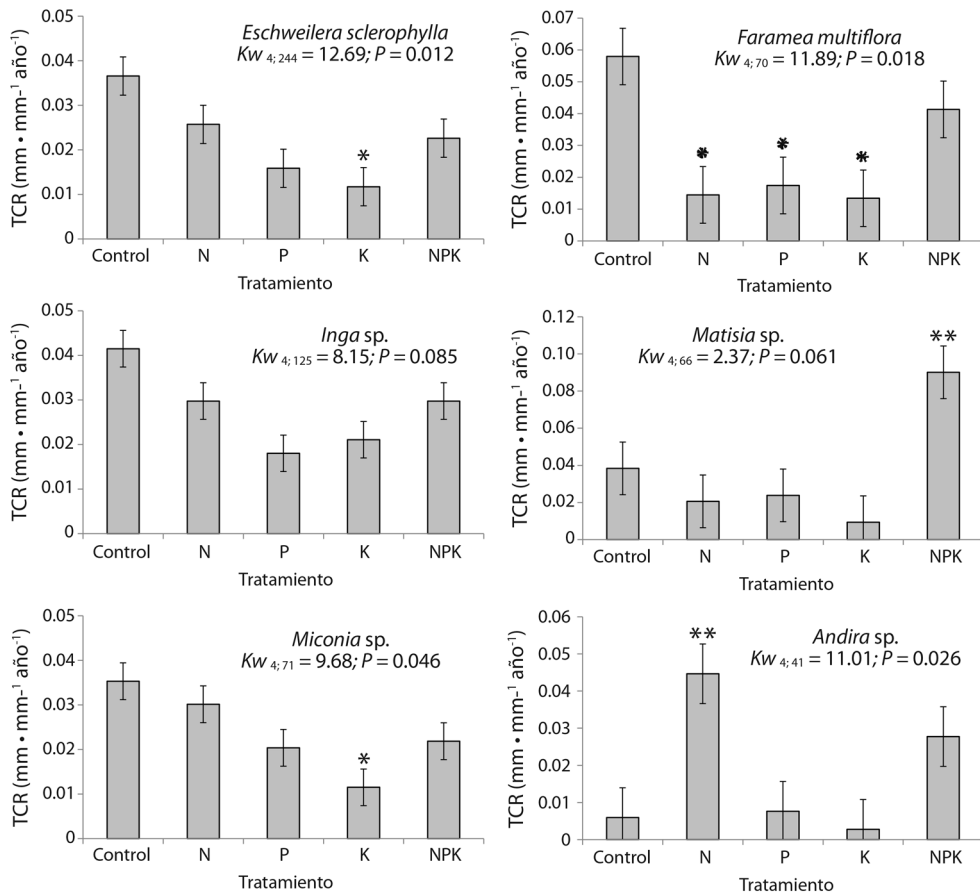 Eschweilera sclerophylla
Kw 4; 244 = 12.69; P = 0.012
TCR (mm • mm-¹ año-¹)
0.05
0.04
0.03
0.02
0.01
0
Control N P K NPK
*
Tratamiento
Faramea multiflora
Kw 4; 70 = 11.89; P = 0.018
TCR (mm • mm-¹ año-¹)
0.07
0.06
0.05
0.04
0.03
0.02
0.01
0
* * *
Control N P K NPK
Tratamiento
Inga sp.
Kw 4; 125 = 8.15; P = 0.085
TCR (mm • mm-¹ año-¹)
0.05
0.04
0.03
0.02
0.01
0
Control N P K NPK
Tratamiento
Matisia sp.
Kw 4; 66 = 2.37; P = 0.061
TCR (mm • mm-¹ año-¹)
0.12
0.10
0.08
0.06
0.04
0.02
0
**
Control N P K NPK
Tratamiento
Miconia sp.
Kw 4; 71 = 9.68; P = 0.046
TCR (mm • mm-¹ año-¹)
0.05
0.04
0.03
0.02
0.01
0
*
Control N P K NPK
Tratamiento
Andira sp.
Kw 4; 41 = 11.01; P = 0.026
TCR (mm • mm-¹ año-¹)
0.06
0.05
0.04
0.03
0.02
0.01
0
**
Control N P K NPK
Tratamiento